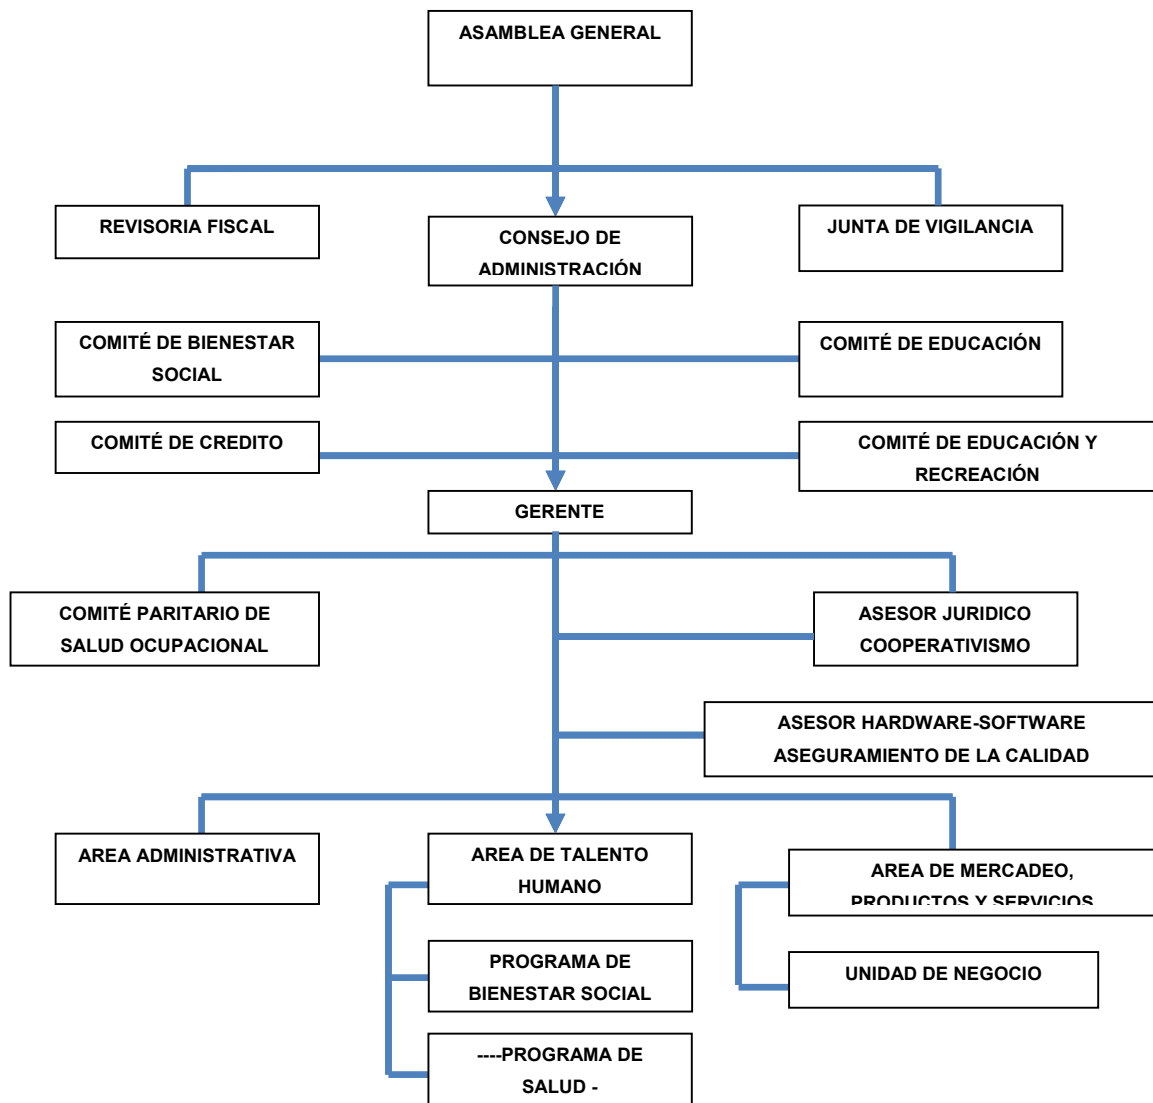 ASAMBLEA GENERAL
REVISORIA FISCAL
CONSEJO DE
ADMINISTRACIÓN
JUNTA DE VIGILANCIA
COMITÉ DE BIENESTAR
SOCIAL
COMITÉ DE EDUCACIÓN
COMITÉ DE CREDITO
COMITÉ DE EDUCACIÓN Y
RECREACIÓN
GERENTE
COMITÉ PARITARIO DE
SALUD OCUPACIONAL
ASESOR JURIDICO
COOPERATIVISMO
ASESOR HARDWARE-SOFTWARE
ASEGURAMIENTO DE LA CALIDAD
AREA ADMINISTRATIVA
AREA DE TALENTO
HUMANO
AREA DE MERCADEO,
PRODUCTOS Y SERVICIOS
PROGRAMA DE
BIENESTAR SOCIAL
UNIDAD DE NEGOCIO
----PROGRAMA DE
SALUD -